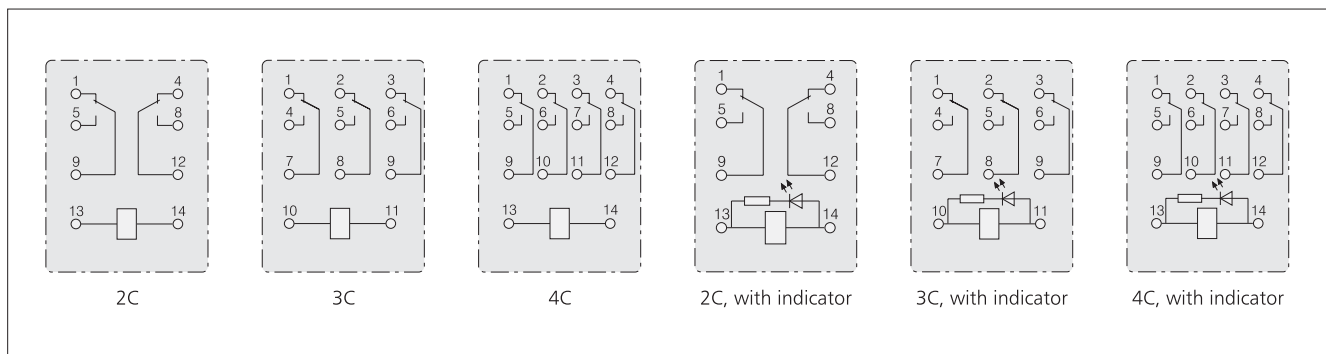 1 4
5 8
9 12
13 14
2C
1 2 3
4 5 6
7 8 9
10 11
3C
1 2 3 4
5 6 7 8
9 10 11 12
13 14
4C
1 4
5 8
9 12
13 14
2C, with indicator
1 2 3
4 5 6
7 8 9
10 11
3C, with indicator
1 2 3 4
5 6 7 8
9 10 11 12
13 14
4C, with indicator